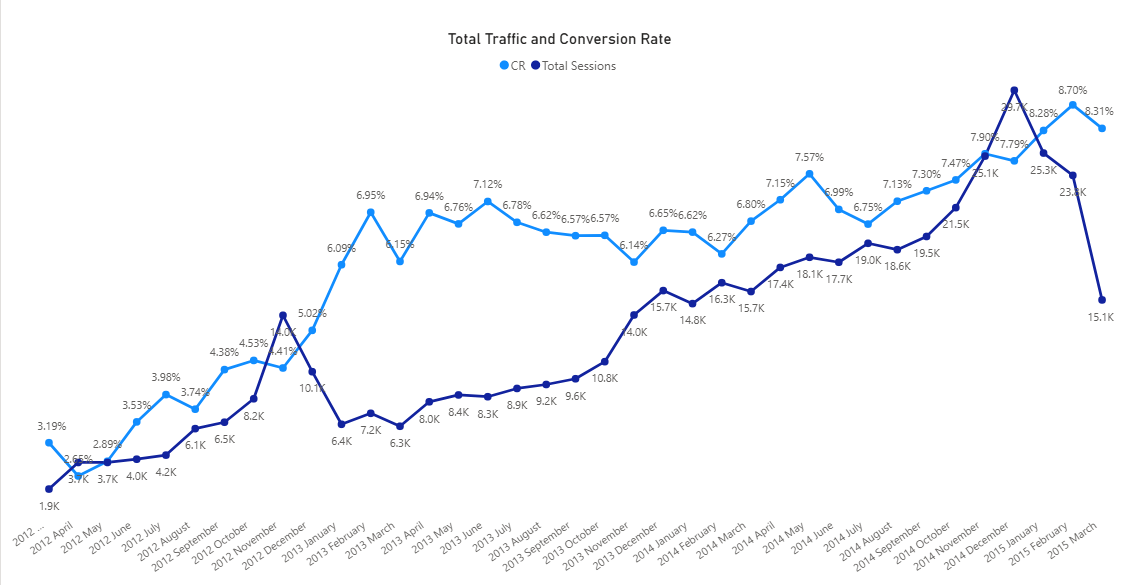 Total Traffic and Conversion Rate
CR Total Sessions
3.19%
2.65%
2.89%
3.53%
3.98%
3.74%
4.38%
4.53%
4.41%
5.02%
6.09%
6.95%
6.15%
6.94%
6.76%
7.12%
6.78%
6.62%
6.57%
6.57%
6.14%
6.65%
6.62%
6.27%
6.80%
7.15%
7.57%
6.99%
6.75%
7.13%
7.30%
7.47%
7.90%
7.79%
8.28%
8.70%
8.31%
1.9K
3.7K
3.7K
4.0K
4.2K
6.1K
6.5K
8.2K
14.0K
10.1K
6.4K
7.2K
6.3K
8.0K
8.4K
8.3K
8.9K
9.2K
9.6K
10.8K
14.0K
15.7K
14.8K
16.3K
15.7K
17.4K
18.1K
17.7K
19.0K
18.6K
19.5K
21.5K
25.1K
29.7K
25.3K
23.8K
15.1K
2012 ...
2012 April
2012 May
2012 June
2012 July
2012 August
2012 September
2012 October
2012 November
2012 December
2013 January
2013 February
2013 March
2013 April
2013 May
2013 June
2013 July
2013 August
2013 September
2013 October
2013 November
2013 December
2014 January
2014 February
2014 March
2014 April
2014 May
2014 June
2014 July
2014 August
2014 September
2014 October
2014 November
2014 December
2015 January
2015 February
2015 March